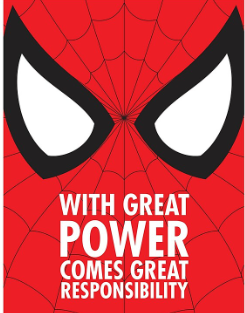 WITH GREAT
POWER
COMES GREAT
RESPONSIBILITY